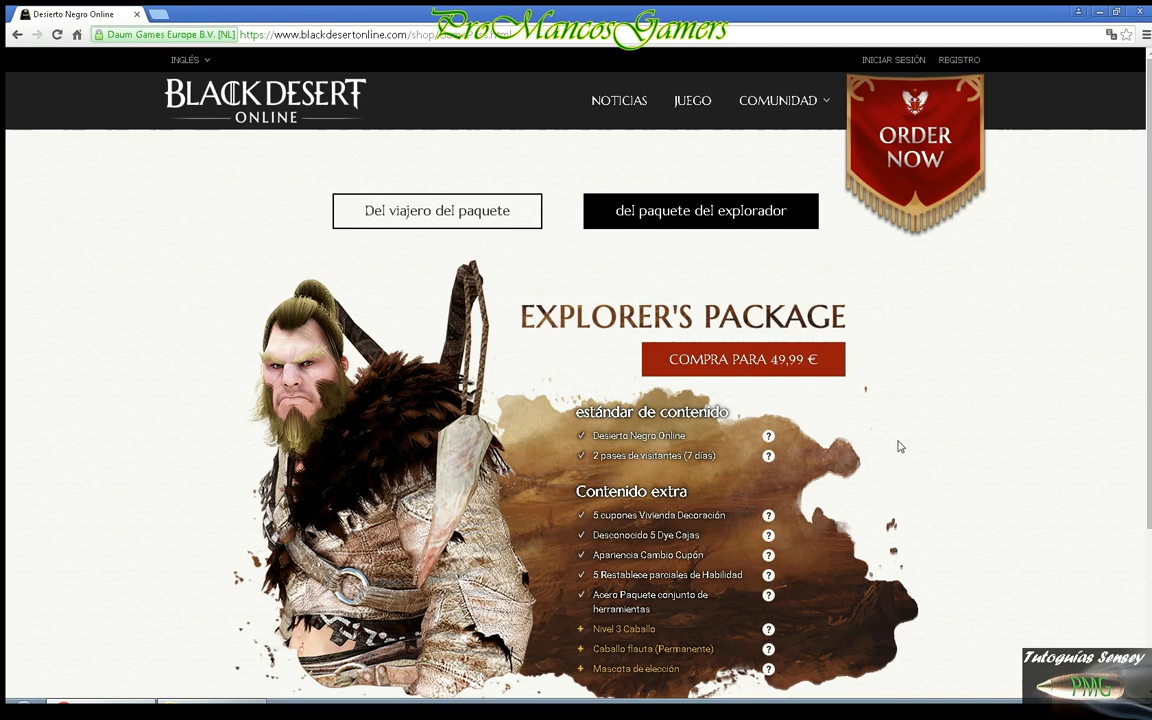 Desierto Negro Online
ProMancosGamers
Daum Games Europe B.V. [NL]
https://www.blackdesertonline.com/shop
INGLÉS
INICIAR SESIÓN
REGISTRO
BLACK DESERT
ONLINE
NOTICIAS
JUEGO
COMUNIDAD
ORDER
NOW
Del viajero del paquete
del paquete del explorador
EXPLORER'S PACKAGE
COMPRA PARA 49,99 €
estándar de contenido
✓ Desierto Negro Online ?
✓ 2 pases de visitantes (7 días) ?
Contenido extra
✓ 5 cupones Vivienda Decoración ?
✓ Desconocido 5 Dye Cajas ?
✓ Apariencia Cambio Cupón ?
✓ 5 Restablece parciales de Habilidad ?
✓ Acero Paquete conjunto de ?
herramientas
+ Nivel 3 Caballo ?
+ Caballo flauta (Permanente) ?
+ Mascota de elección ?
Tutoguías Sensey
PMG